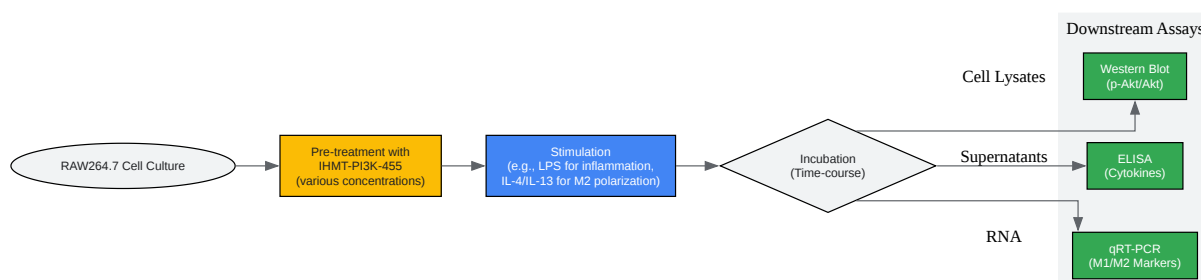 RAW264.7 Cell Culture
Pre-treatment with
IHMT-PI3K-455
(various concentrations)
Stimulation
(e.g., LPS for inflammation,
IL-4/IL-13 for M2 polarization)
Incubation
(Time-course)
Cell Lysates
Supernatants
RNA
Downstream Assays
Western Blot
(p-Akt/Akt)
ELISA
(Cytokines)
qRT-PCR
(M1/M2 Markers)